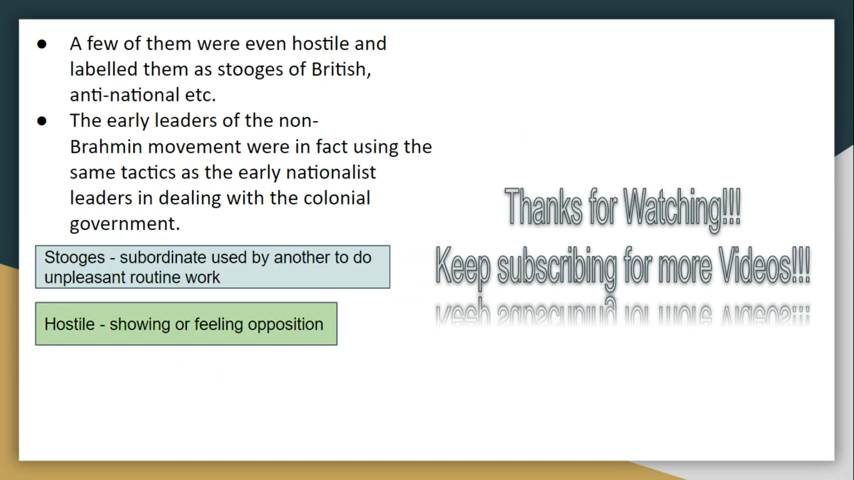 ● A few of them were even hostile and
labelled them as stooges of British,
anti-national etc.
● The early leaders of the non-
Brahmin movement were in fact using the
same tactics as the early nationalist
leaders in dealing with the colonial
government.
Stooges - subordinate used by another to do
unpleasant routine work
Hostile - showing or feeling opposition
Thanks for Watching!!!
Keep subscribing for more Videos!!!